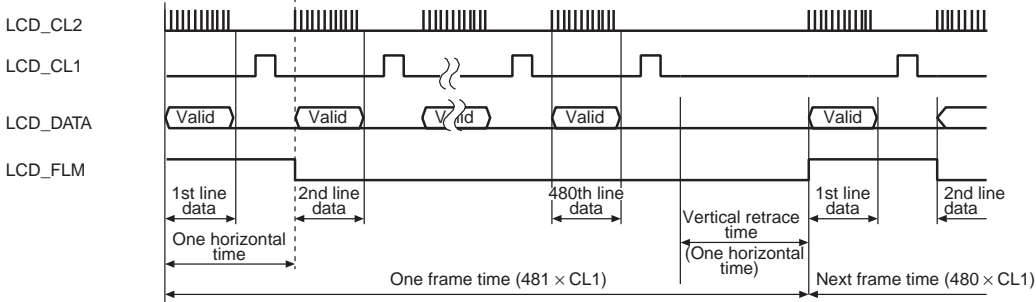 LCD_CL2
LCD_CL1
LCD_DATA
Valid
Valid
Valid
Valid
Valid
LCD_FLM
1st line
data
2nd line
data
480th line
data
1st line
data
2nd line
data
One horizontal
time
Vertical retrace
time
(One horizontal
time)
One frame time (481 × CL1)
Next frame time (480 × CL1)